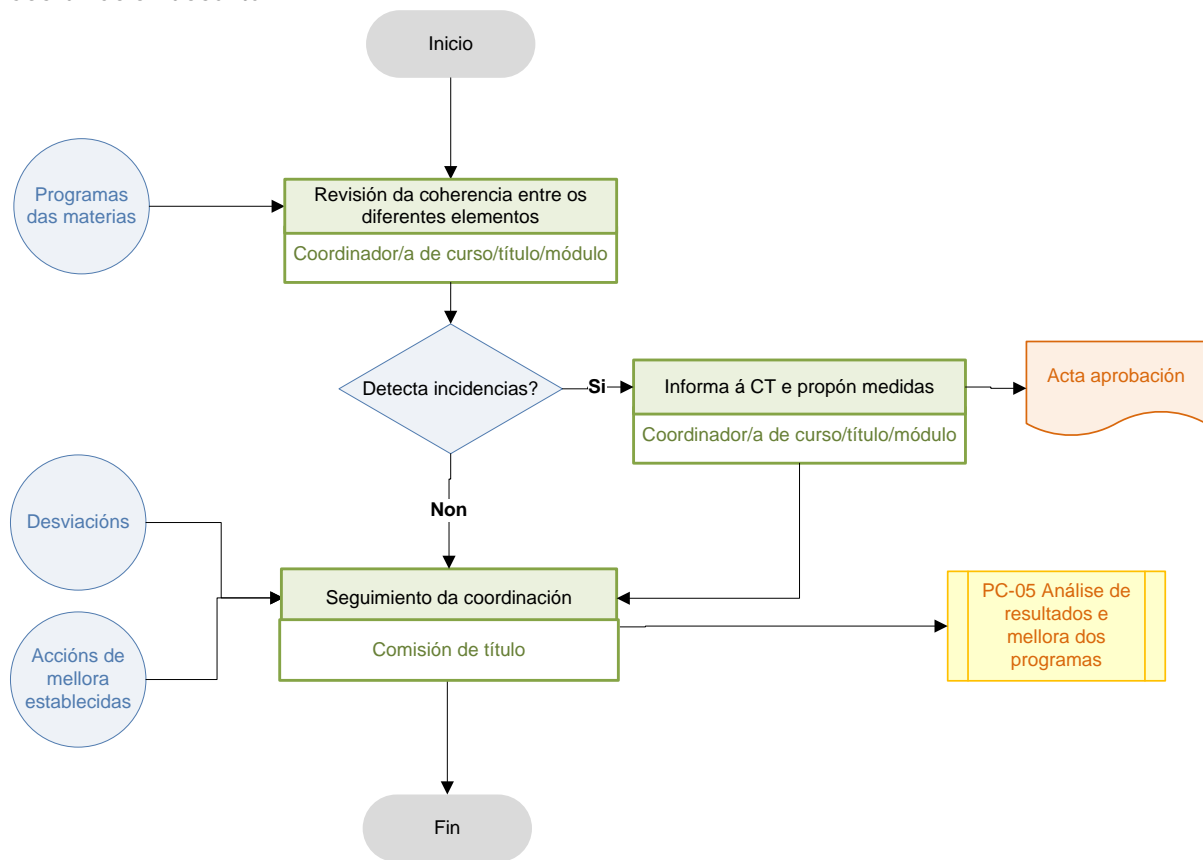 Inicio
Programas
das materias
Revisión da coherencia entre os
diferentes elementos
Coordinador/a de curso/título/módulo
Detecta incidencias?
Si
Informa á CT e propón medidas
Coordinador/a de curso/título/módulo
Acta aprobación
Non
Desviacións
Accións de
mellora
establecidas
Seguimiento da coordinación
Comisión de título
PC-05 Análise de
resultados e
mellora dos
programas
Fin